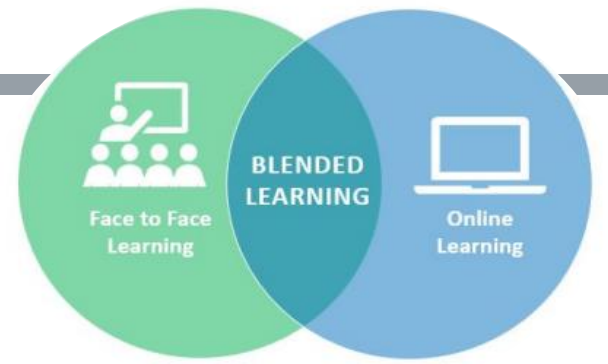 Face to Face
Learning
BLENDED
LEARNING
Online
Learning